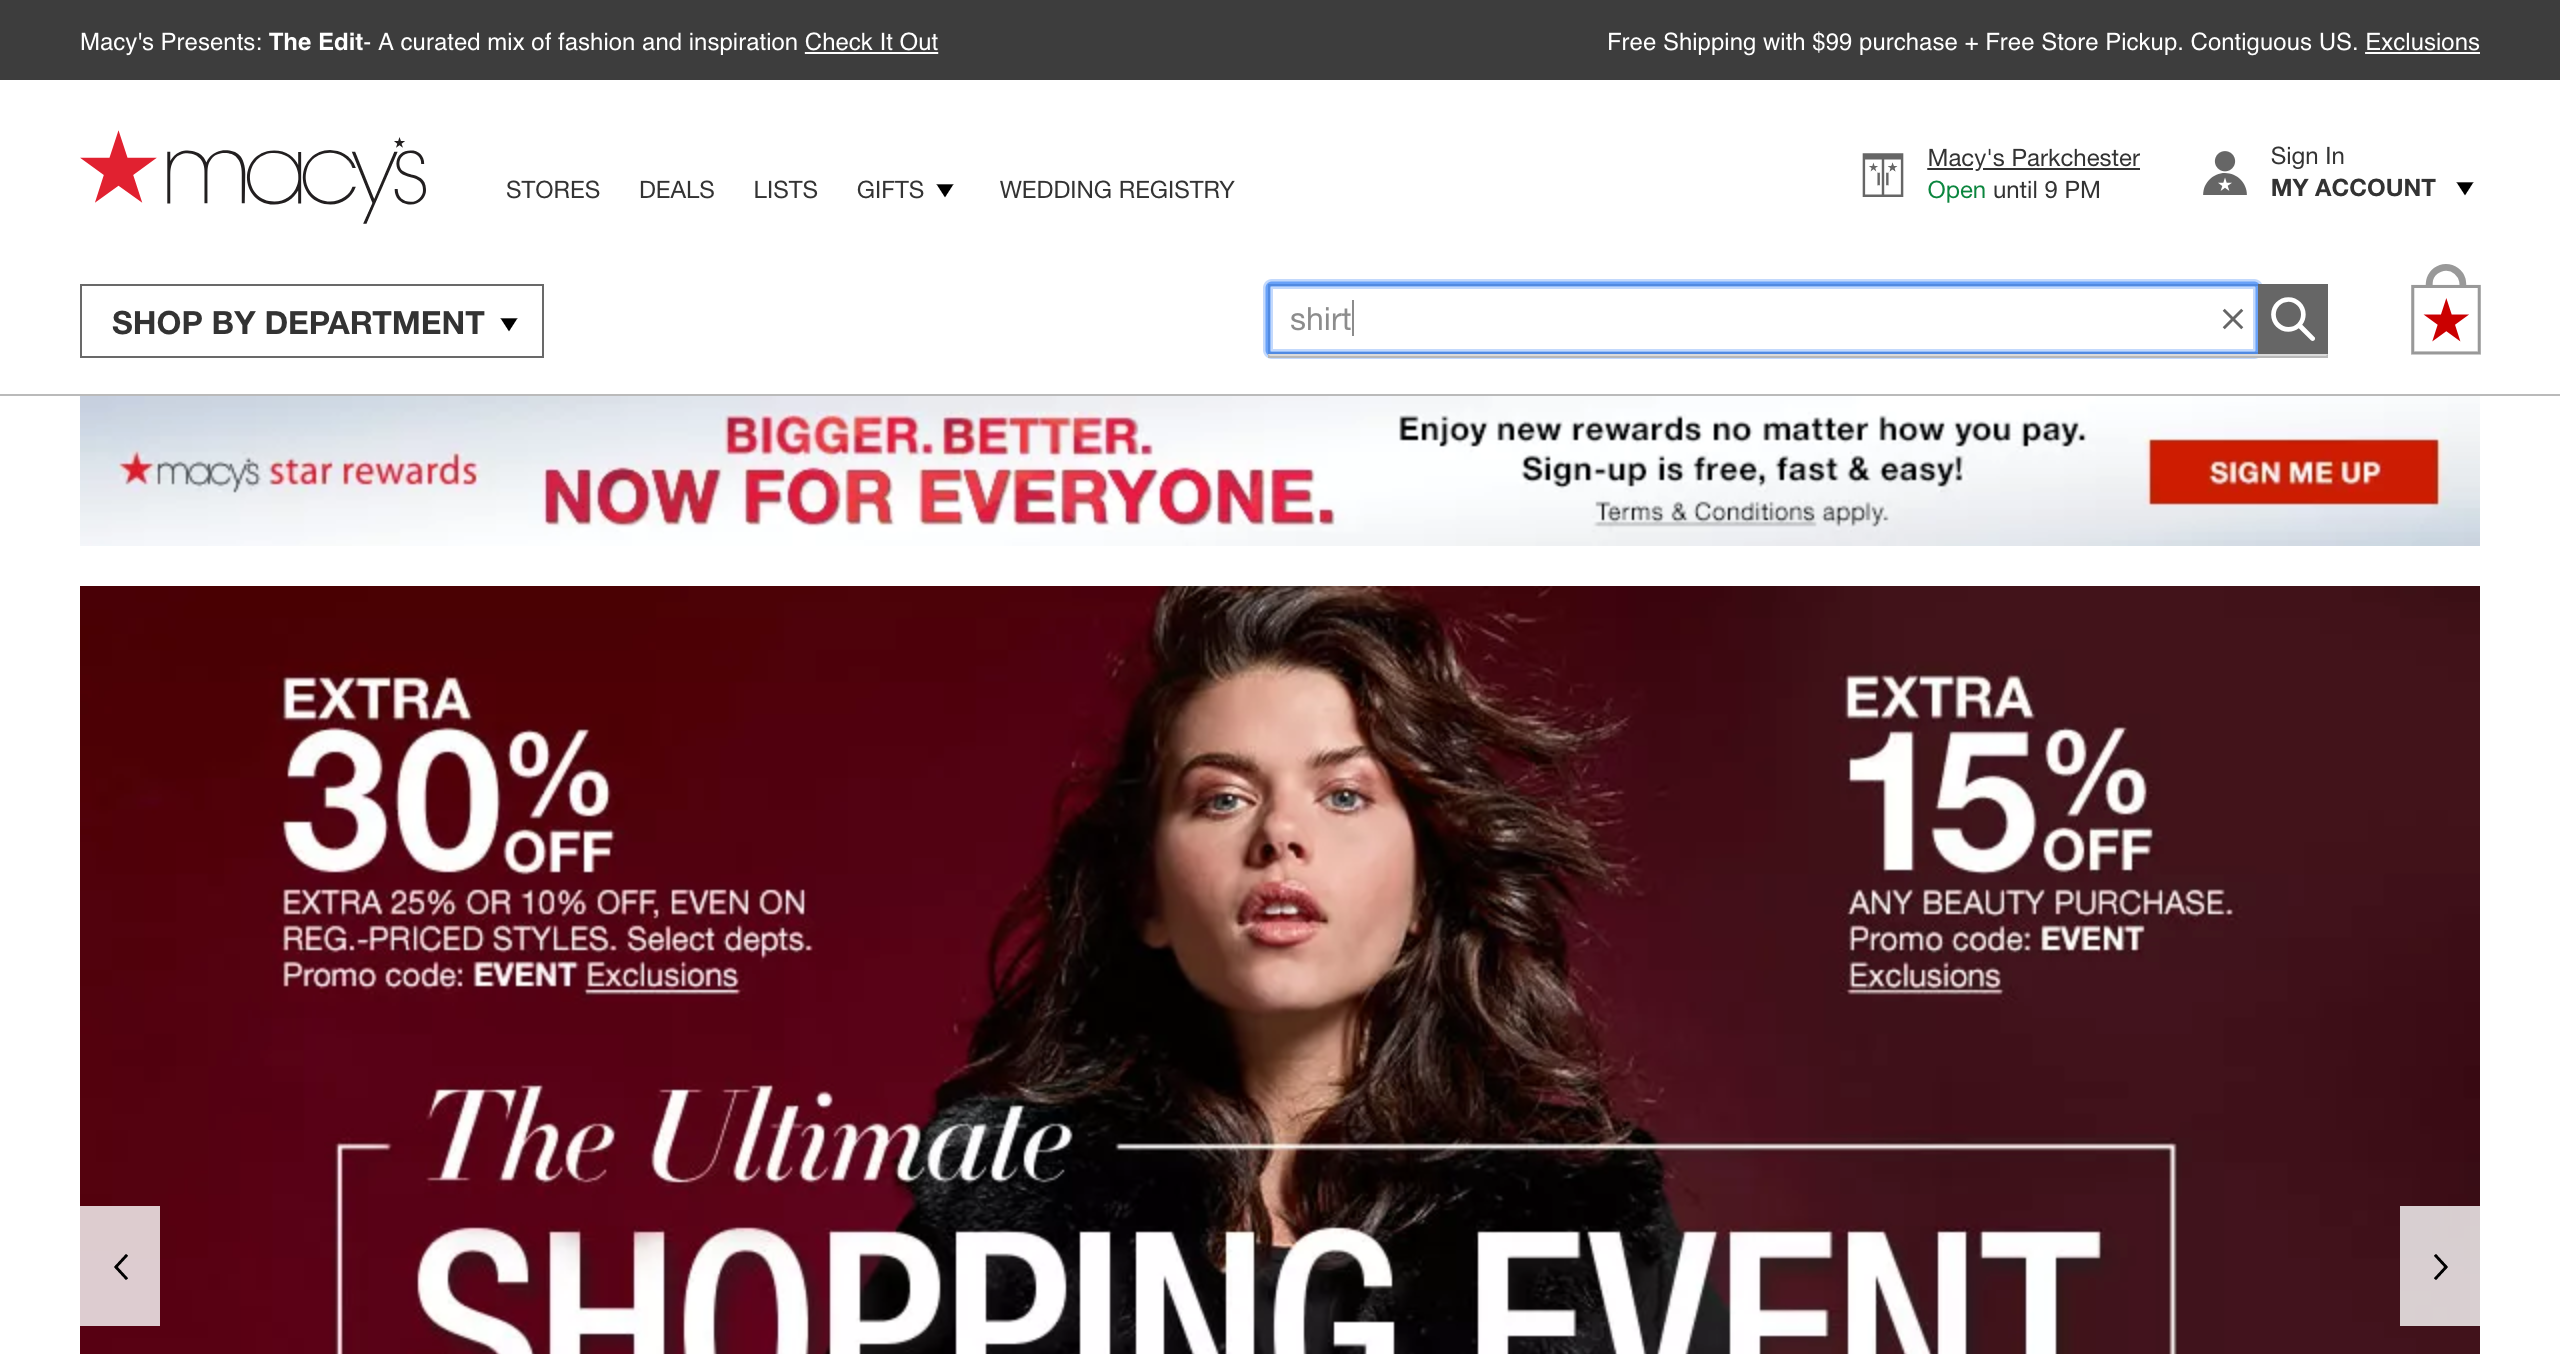 Macy's Presents: The Edit- A curated mix of fashion and inspiration Check It Out
Free Shipping with $99 purchase + Free Store Pickup. Contiguous US. Exclusions
macy's
STORES
DEALS
LISTS
GIFTS
WEDDING REGISTRY
Macy's Parkchester
Open until 9 PM
Sign In
MY ACCOUNT
SHOP BY DEPARTMENT
shirt
macy's star rewards
BIGGER. BETTER.
NOW FOR EVERYONE.
Enjoy new rewards no matter how you pay.
Sign-up is free, fast & easy!
Terms & Conditions apply.
SIGN ME UP
EXTRA
30%
OFF
EXTRA 25% OR 10% OFF, EVEN ON
REG.-PRICED STYLES. Select depts.
Promo code: EVENT Exclusions
EXTRA
15%
OFF
ANY BEAUTY PURCHASE.
Promo code: EVENT
Exclusions
The Ultimate
SHOPPING EVENT